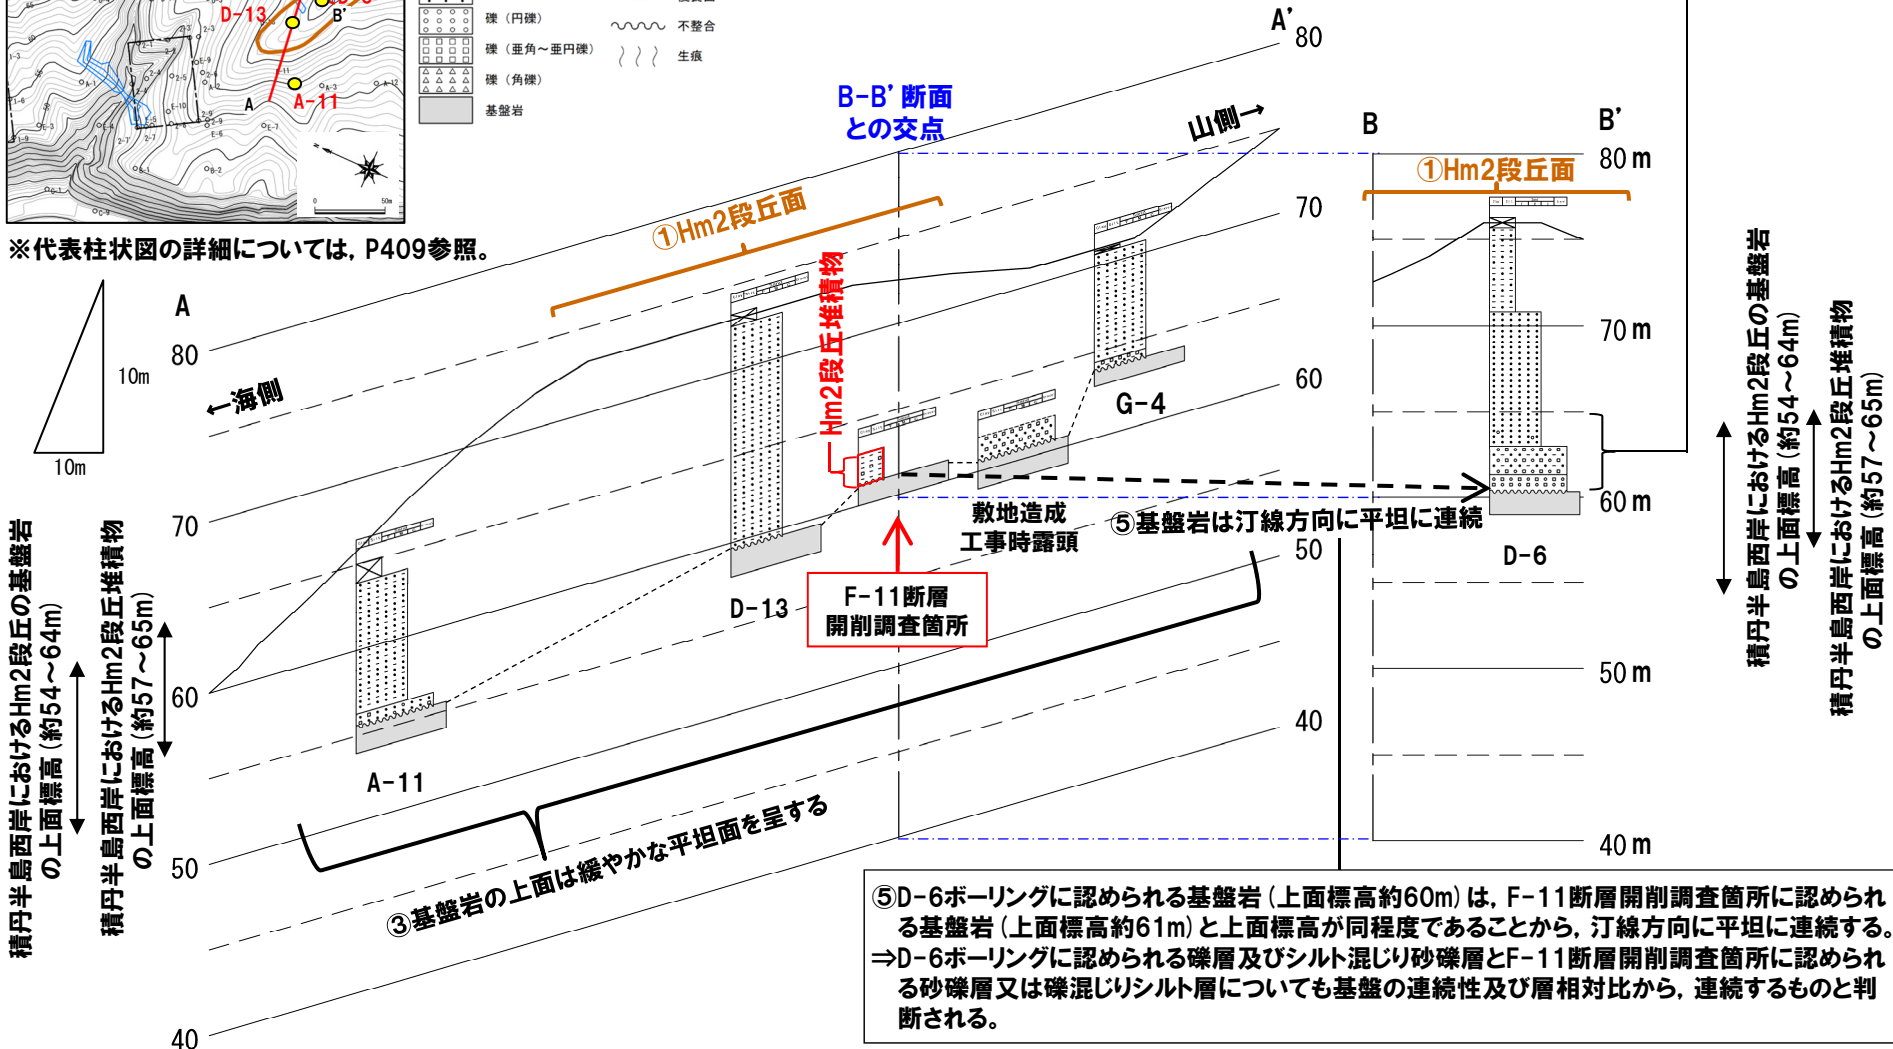 D-13
B'
A
A-11
礫（円礫）
礫（亜角～亜円礫）
礫（角礫）
基盤岩
不整合
生痕
0 50m
※代表柱状図の詳細については，P409参照。
10m
10m
A
A'
80
70
60
50
40
80
70
60
50
40
←海側
山側→
①Hm2段丘面
Hm2段丘堆積物
B-B’断面
との交点
A-11
D-13
G-4
敷地造成
工事時露頭
F-11断層
開削調査箇所
③基盤岩の上面は緩やかな平坦面を呈する
⑤基盤岩は汀線方向に平坦に連続
B
B’
①Hm2段丘面
80m
70m
60m
50m
40m
D-6
積丹半島西岸におけるHm2段丘の基盤岩
の上面標高（約54～64m）
積丹半島西岸におけるHm2段丘堆積物
の上面標高（約57～65m）
積丹半島西岸におけるHm2段丘の基盤岩
の上面標高（約54～64m）
積丹半島西岸におけるHm2段丘堆積物
の上面標高（約57～65m）
⑤D-6ボーリングに認められる基盤岩（上面標高約60m）は，F-11断層開削調査箇所に認められ
る基盤岩（上面標高約61m）と上面標高が同程度であることから，汀線方向に平坦に連続する。
⇒D-6ボーリングに認められる礫層及びシルト混じり砂礫層とF-11断層開削調査箇所に認められ
る砂礫層又は礫混じりシルト層についても基盤の連続性及び層相対比から，連続するものと判
断される。